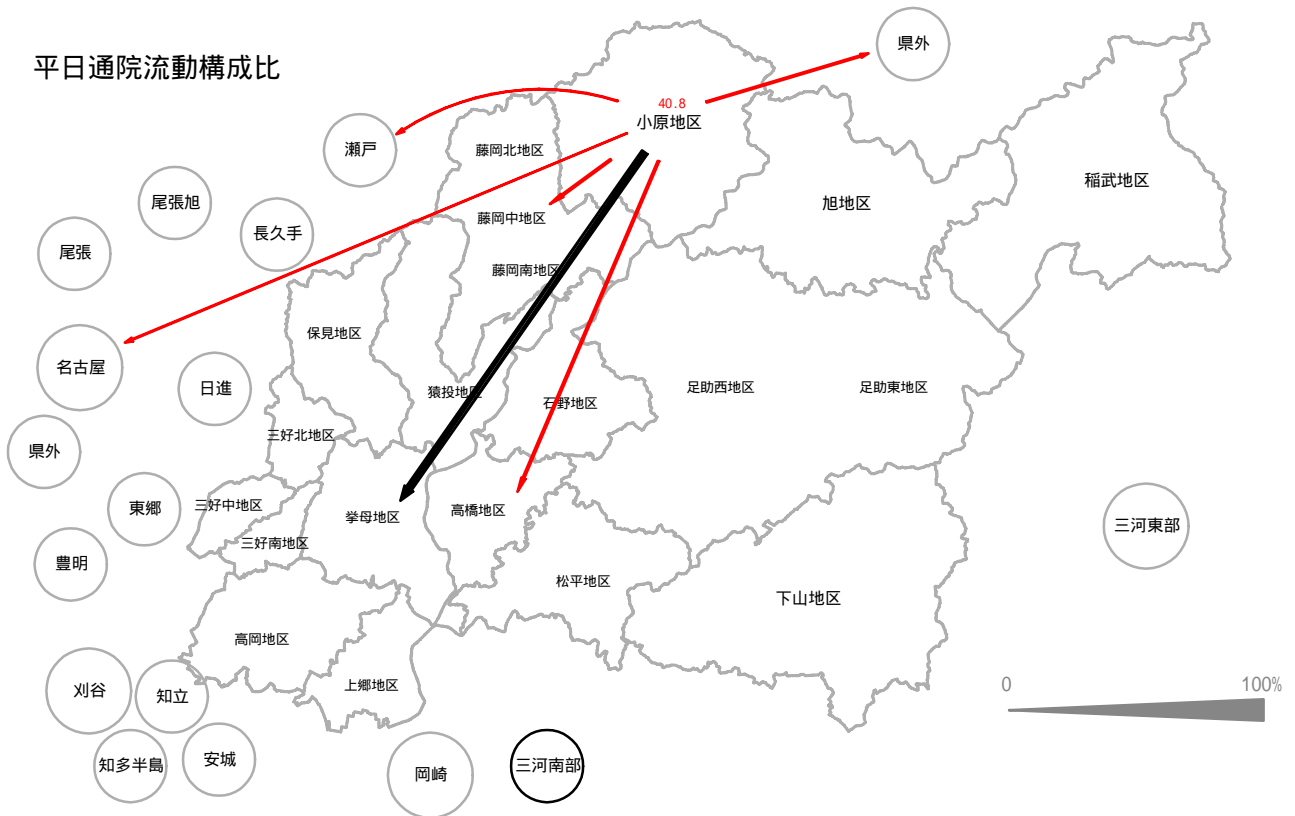 平日通院流動構成比
県外
40.8
小原地区
瀬戸
藤岡北地区
稲武地区
尾張旭
旭地区
藤岡中地区
長久手
尾張
藤岡南地区
保見地区
名古屋
日進
猿投地区
石野地区
足助西地区
足助東地区
三好北地区
県外
三好中地区
東郷
挙母地区
高橋地区
三河東部
三好南地区
豊明
松平地区
下山地区
高岡地区
上郷地区
刈谷
知立
0
100%
安城
知多半島
岡崎
三河南部